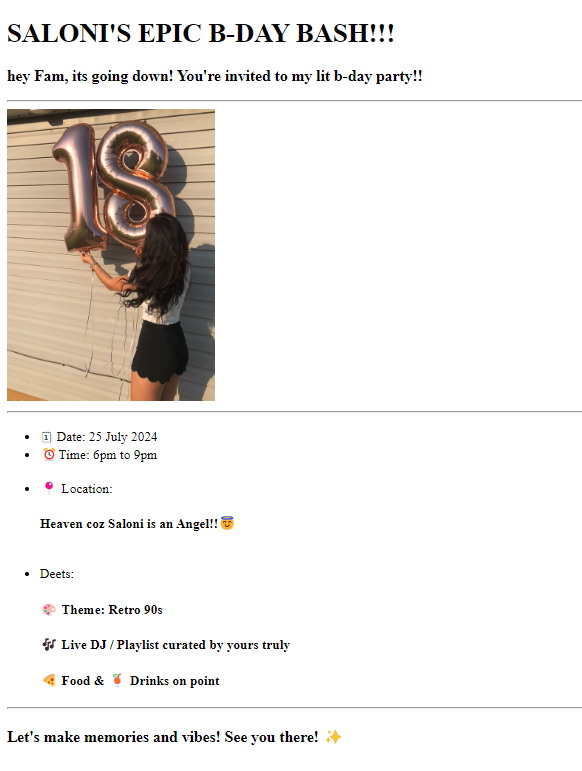 SALONI'S EPIC B-DAY BASH!!!
hey Fam, its going down! You're invited to my lit b-day party!!
18
🗓️ Date: 25 July 2024
⏰ Time: 6pm to 9pm
📍 Location:
Heaven coz Saloni is an Angel!! 😇
Deets:
🎨 Theme: Retro 90s
🎶 Live DJ / Playlist curated by yours truly
🍕 Food & 🍹 Drinks on point
Let's make memories and vibes! See you there! ✨